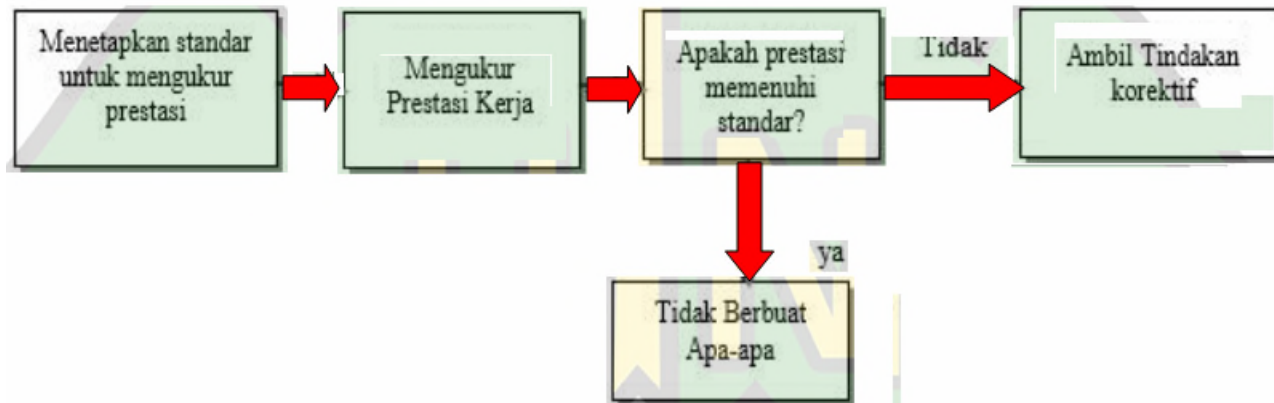 Menetapkan standar
untuk mengukur
prestasi
Mengukur
Prestasi Kerja
Apakah prestasi
memenuhi
standar?
Tidak
Ambil Tindakan
korektif
ya
Tidak Berbuat
Apa-apa